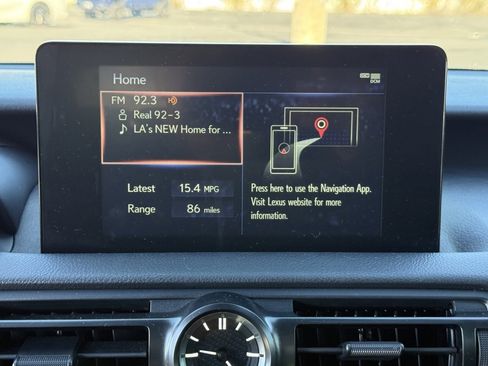 Home
DCM
FM 92.3
Real 92-3
LA's NEW Home for ...
Latest 15.4 MPG
Range 86 miles
Press here to use the Navigation App.
Visit Lexus website for more
information.